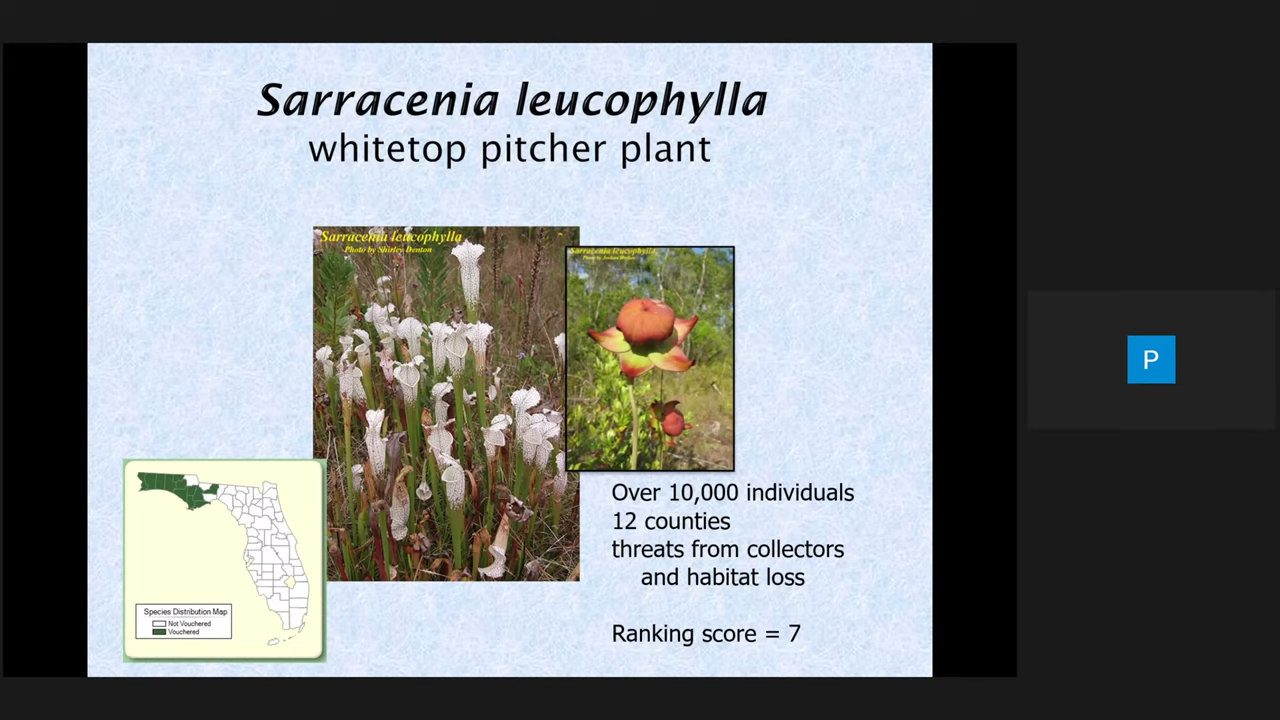 Sarracenia leucophylla
whitetop pitcher plant
Sarracenia leucophylla
Photo by Shirley Denton
Sarracenia leucophylla
Over 10,000 individuals
12 counties
threats from collectors
and habitat loss
Ranking score = 7
Species Distribution Map
Not Vouchered
Vouchered
P